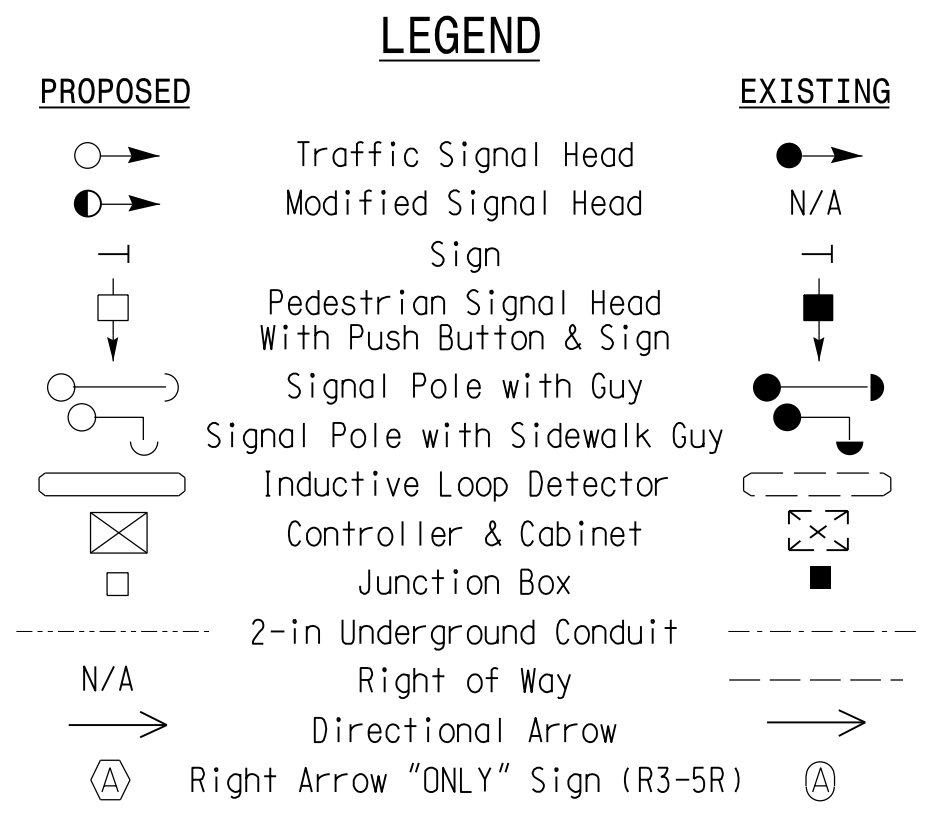 LEGEND
PROPOSED EXISTING
Traffic Signal Head
Modified Signal Head N/A
Sign
Pedestrian Signal Head
With Push Button & Sign
Signal Pole with Guy
Signal Pole with Sidewalk Guy
Inductive Loop Detector
Controller & Cabinet
Junction Box
2-in Underground Conduit
N/A Right of Way
Directional Arrow
A Right Arrow "ONLY" Sign (R3-5R) A